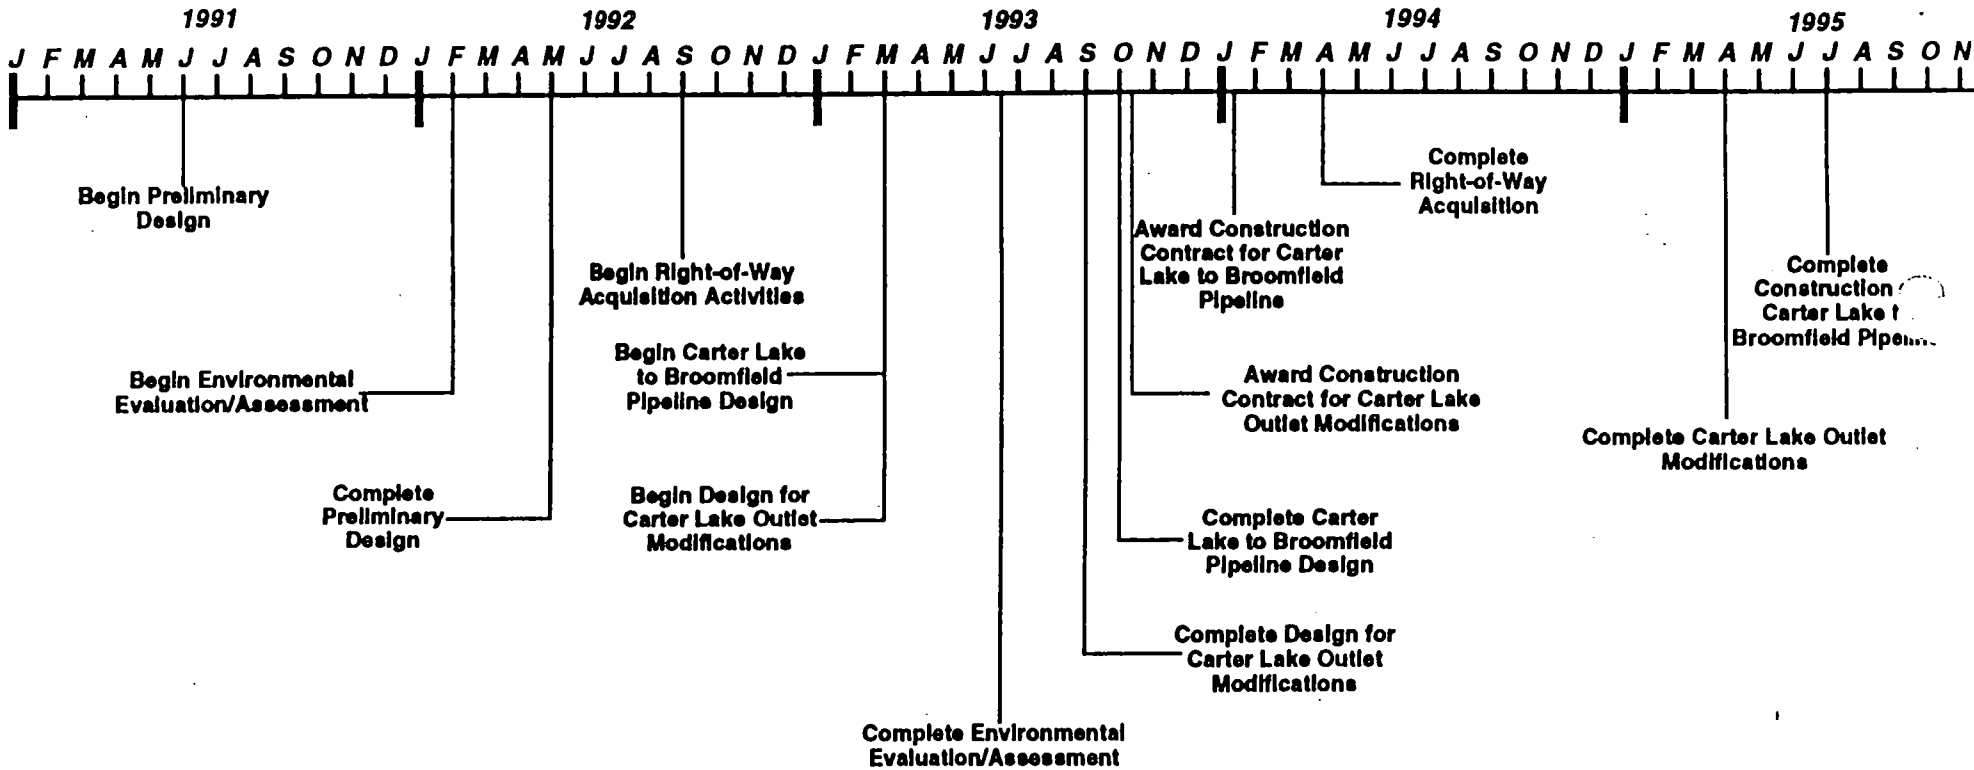 1991 1992 1993 1994 1995
J F M A M J J A S O N D J F M A M J J A S O N D J F M A M J J A S O N D J F M A M J J A S O N D J F M A M J J A S O N
Begin Preliminary
Design
Begin Environmental
Evaluation/Assessment
Complete
Preliminary
Design
Begin Right-of-Way
Acquisition Activities
Begin Carter Lake
to Broomfield
Pipeline Design
Begin Design for
Carter Lake Outlet
Modifications
Complete Environmental
Evaluation/Assessment
Complete Design for
Carter Lake Outlet
Modifications
Complete Carter
Lake to Broomfield
Pipeline Design
Award Construction
Contract for Carter Lake
Outlet Modifications
Award Construction
Contract for Carter
Lake to Broomfield
Pipeline
Complete
Right-of-Way
Acquisition
Complete Carter Lake Outlet
Modifications
Complete
Construction
Carter Lake t
Broomfield